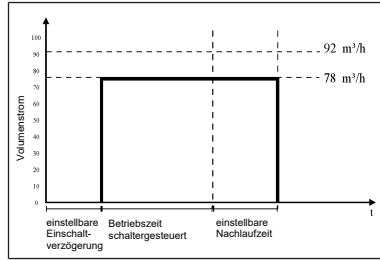 100
92 m³/h
90
80
78 m³/h
70
60
50
40
30
20
10
0
Volumenstrom
t
einstellbare
Einschalt-
verzögerung
Betriebszeit
schaltergesteuert
einstellbare
Nachlaufzeit